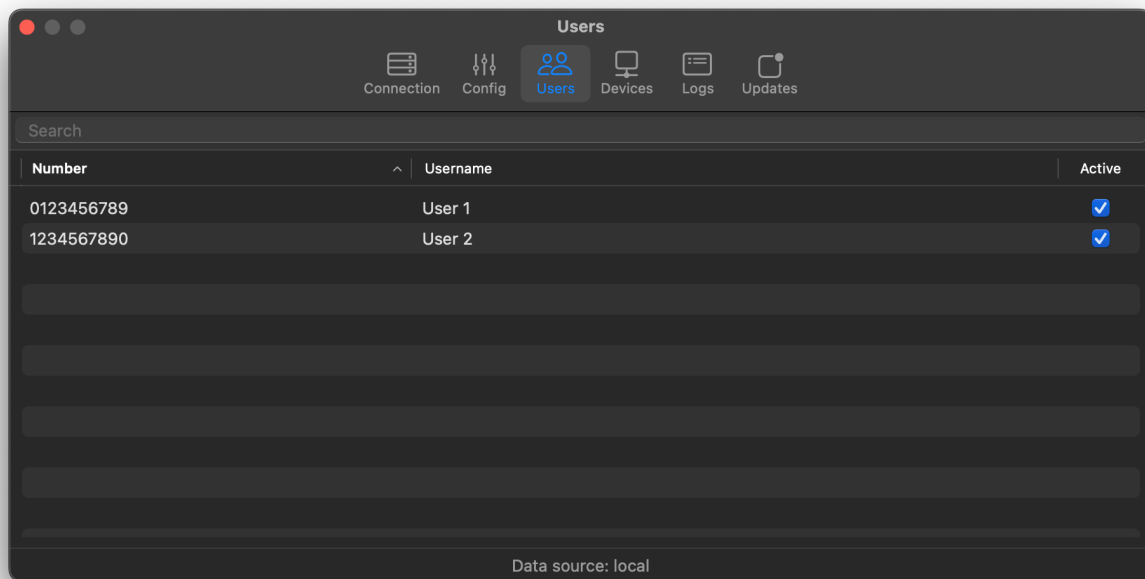 Users
Connection Config Users Devices Logs Updates
Search
Number Username Active
0123456789 User 1
1234567890 User 2
Data source: local